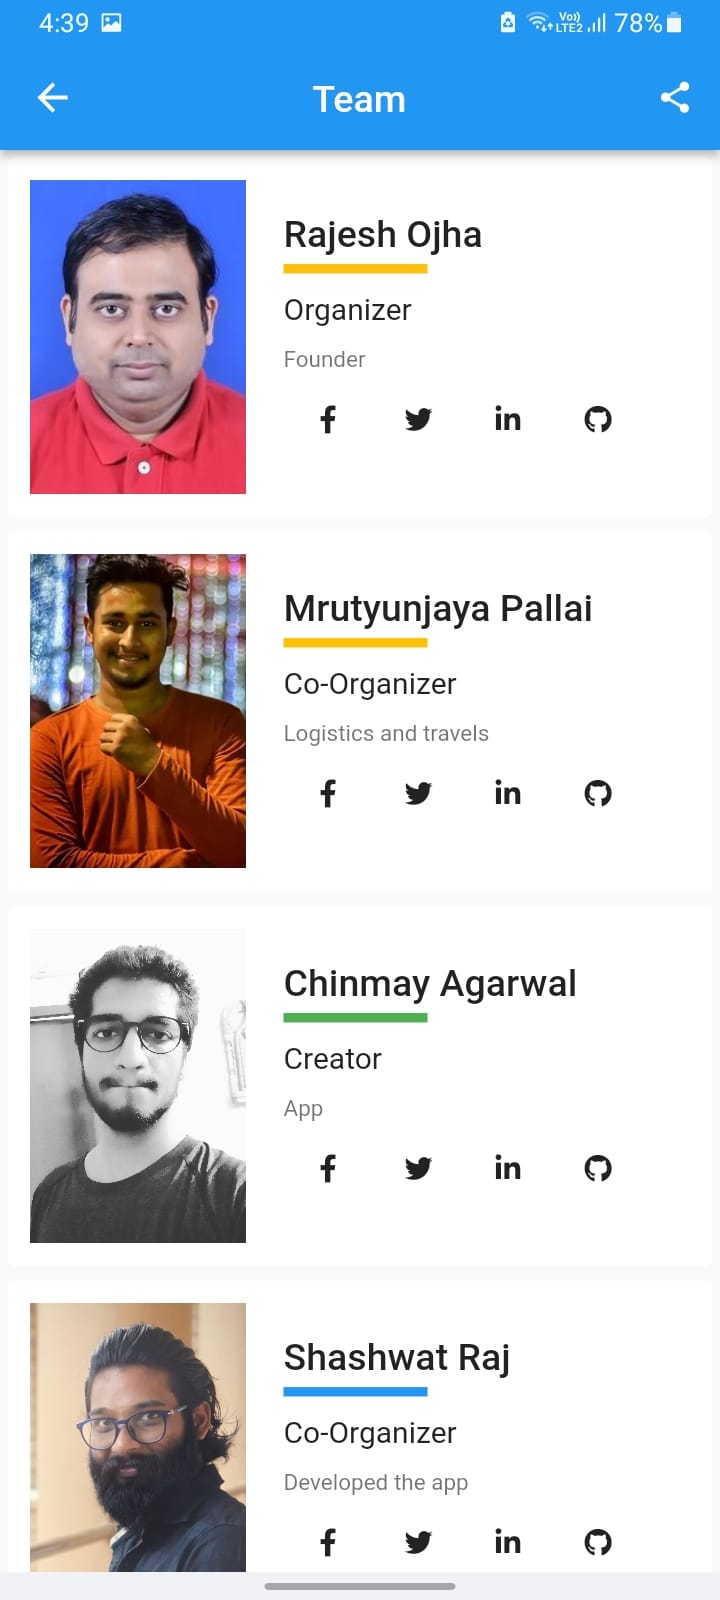 4:39 Vo)) LTE2 78%
Team
Rajesh Ojha
Organizer
Founder
f in
Mrutyunjaya Pallai
Co-Organizer
Logistics and travels
f in
Chinmay Agarwal
Creator
App
f in
Shashwat Raj
Co-Organizer
Developed the app
f in